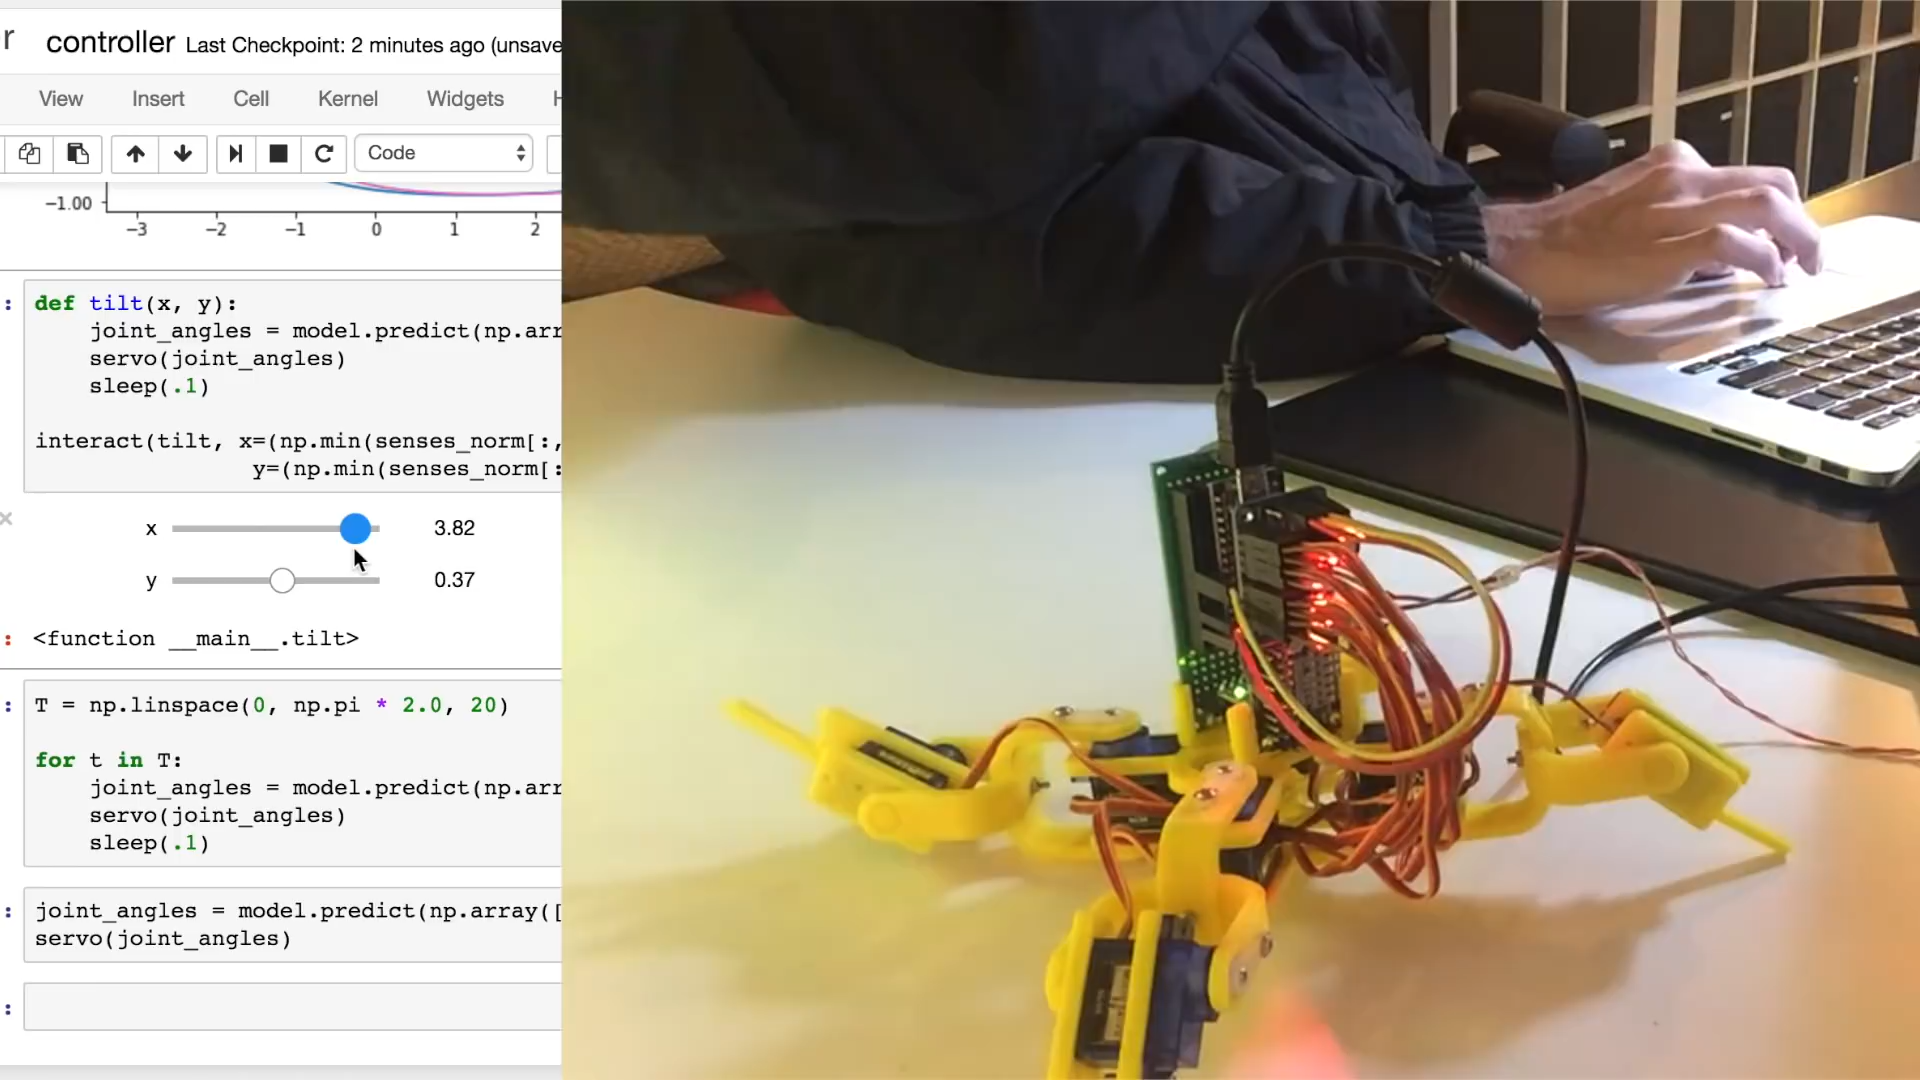 r controller Last Checkpoint: 2 minutes ago (unsave
View Insert Cell Kernel Widgets H
Code
−1.00
−3 −2 −1 0 1 2
: def tilt(x, y):
joint_angles = model.predict(np.arr
servo(joint_angles)
sleep(.1)
interact(tilt, x=(np.min(senses_norm[:,
y=(np.min(senses_norm[:
x 3.82
y 0.37
: <function __main__.tilt>
: T = np.linspace(0, np.pi * 2.0, 20)
for t in T:
joint_angles = model.predict(np.arr
servo(joint_angles)
sleep(.1)
: joint_angles = model.predict(np.array([
servo(joint_angles)
: